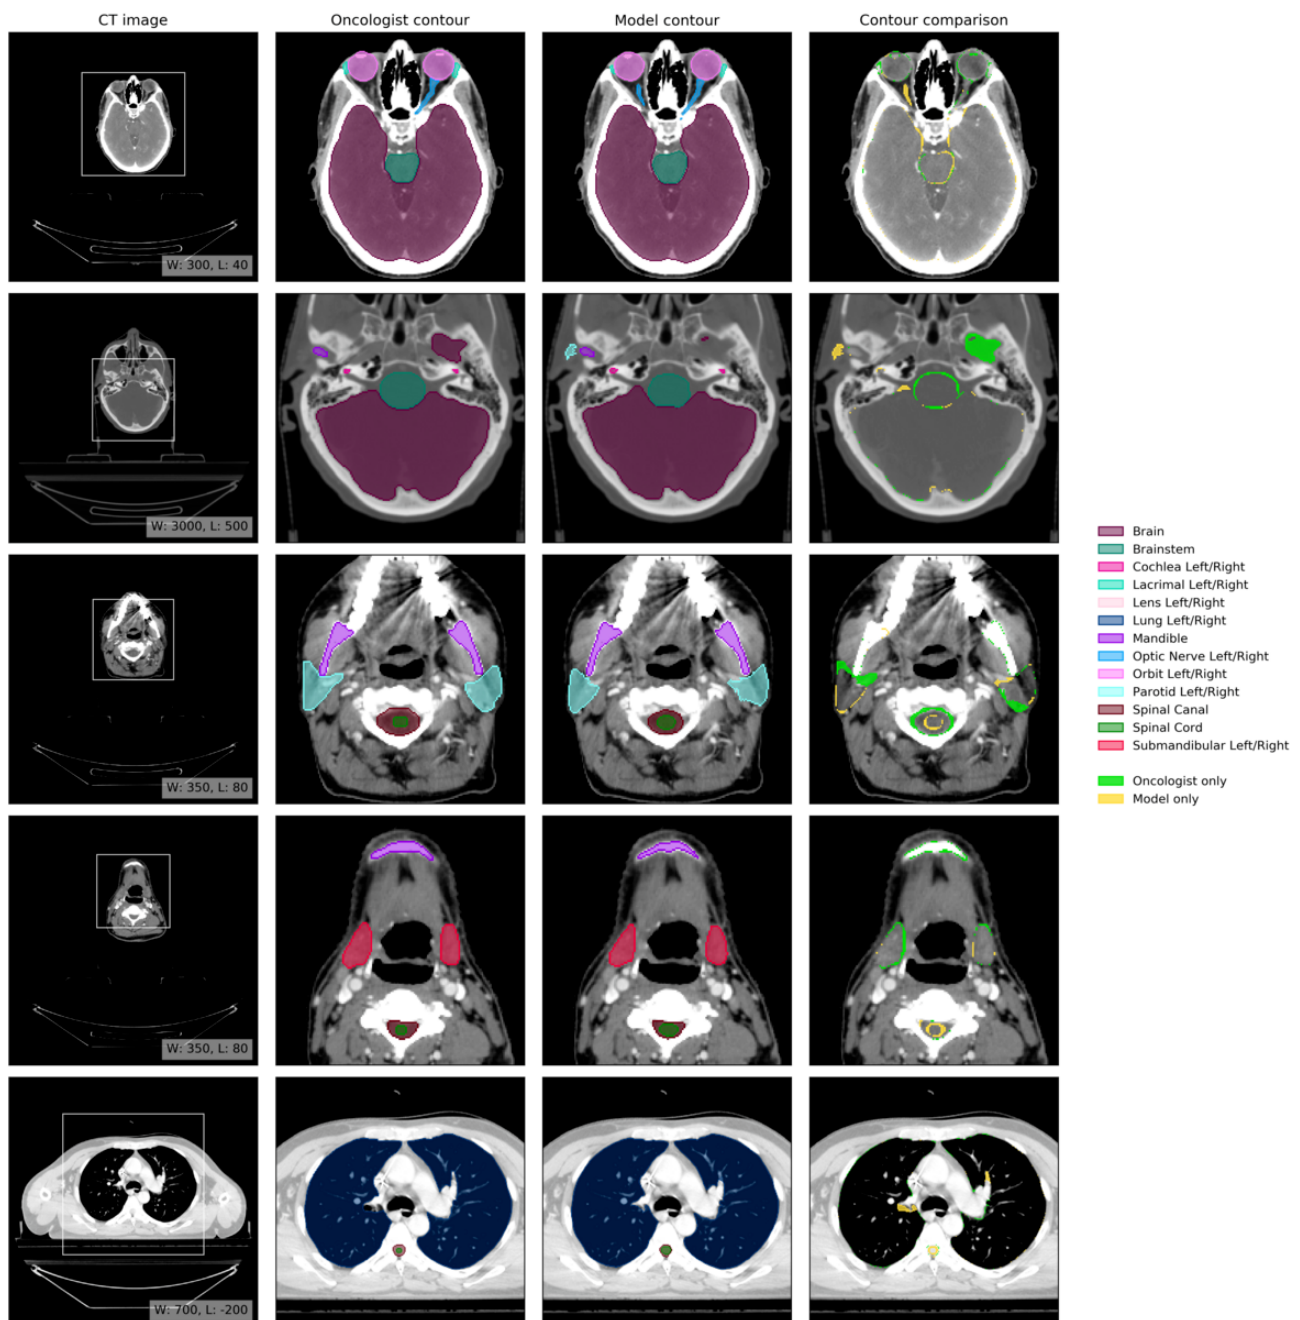 CT image
Oncologist contour
Model contour
Contour comparison
W: 300, L: 40
W: 3000, L: 500
W: 350, L: 80
W: 350, L: 80
W: 700, L: -200
Brain
Brainstem
Cochlea Left/Right
Lacrimal Left/Right
Lens Left/Right
Lung Left/Right
Mandible
Optic Nerve Left/Right
Orbit Left/Right
Parotid Left/Right
Spinal Canal
Spinal Cord
Submandibular Left/Right
Oncologist only
Model only